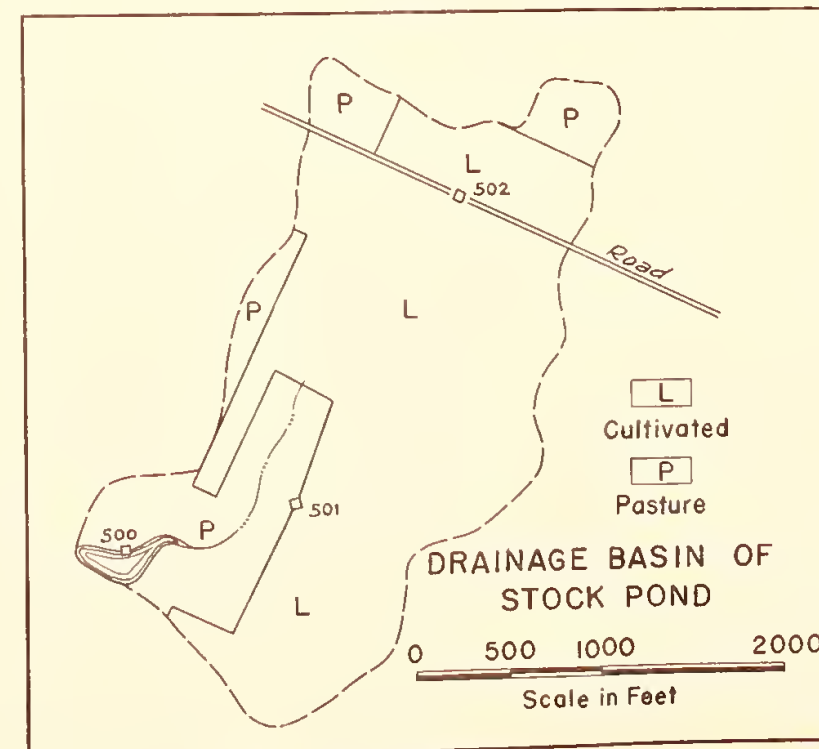 P
P
L
502
Road
P
L
L
Cultivated
P
Pasture
501
500
P
L
DRAINAGE BASIN OF
STOCK POND
0 500 1000 2000
Scale in Feet